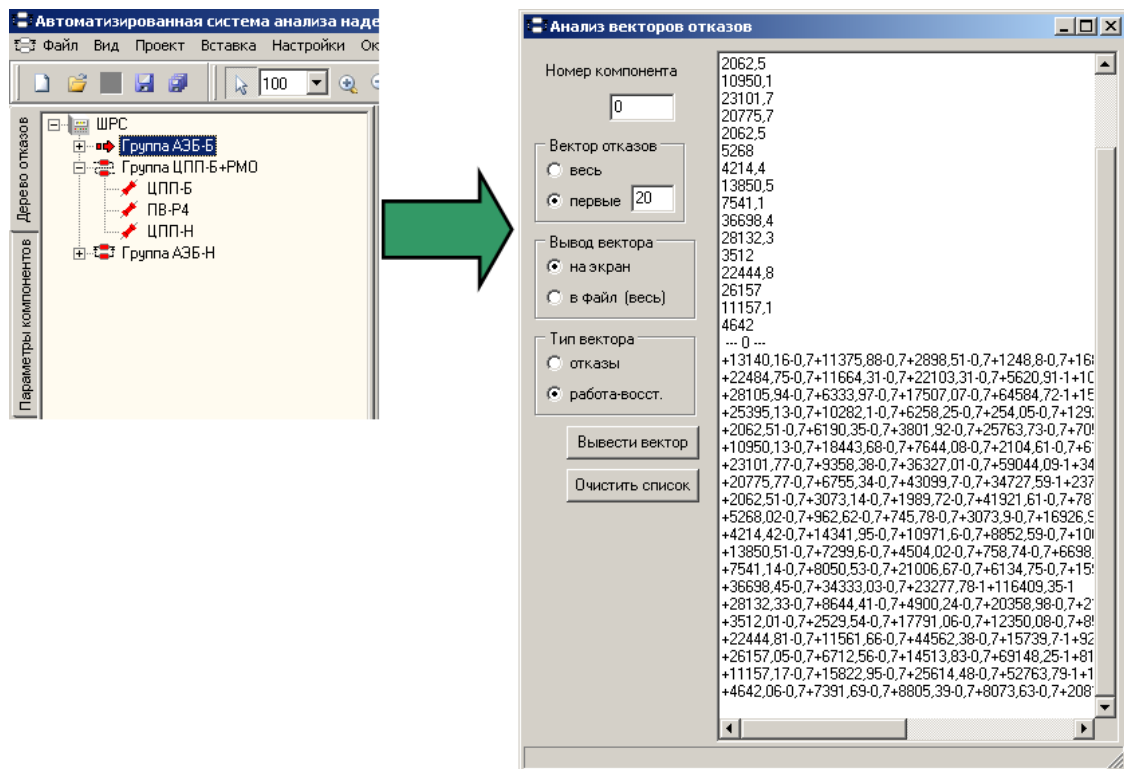 Автоматизированная система анализа наде
Файл Вид Проект Вставка Настройки Ок
100
Дерево отказов
Параметры компонентов
ШРС
Группа АЭБ-Б
Группа ЦПП-Б+РМО
ЦПП-Б
ПВ-Р4
ЦПП-Н
Группа АЭБ-Н
Анализ векторов отказов
Номер компонента
0
Вектор отказов
весь
первые 20
Вывод вектора
на экран
в файл (весь)
Тип вектора
отказы
работа-восст.
Вывести вектор
Очистить список
2062,5
10950,1
23101,7
20775,7
2062,5
5268
4214,4
13850,5
7541,1
36698,4
28132,3
3512
22444,8
26157
11157,1
4642
--- 0 ---
+13140,16-0,7+11375,88-0,7+2898,51-0,7+1248,8-0,7+16
+22484,75-0,7+11664,31-0,7+22103,31-0,7+5620,91-1+10
+28105,94-0,7+6333,97-0,7+17507,07-0,7+64584,72-1+15
+25395,13-0,7+10282,1-0,7+6258,25-0,7+254,05-0,7+129
+2062,51-0,7+6190,35-0,7+3801,92-0,7+25763,73-0,7+70
+10950,13-0,7+18443,68-0,7+7644,08-0,7+2104,61-0,7+6
+23101,77-0,7+9358,38-0,7+36327,01-0,7+59044,09-1+34
+20775,77-0,7+6755,34-0,7+43099,7-0,7+34727,59-1+237
+2062,51-0,7+3073,14-0,7+1989,72-0,7+41921,61-0,7+78
+5268,02-0,7+962,62-0,7+745,78-0,7+3073,9-0,7+16926,9
+4214,42-0,7+14341,95-0,7+10971,6-0,7+8852,59-0,7+10
+13850,51-0,7+7299,6-0,7+4504,02-0,7+758,74-0,7+6698,
+7541,14-0,7+8050,53-0,7+21006,67-0,7+6134,75-0,7+15
+36698,45-0,7+34333,03-0,7+23277,78-1+116409,35-1
+28132,33-0,7+8644,41-0,7+4900,24-0,7+20358,98-0,7+2
+3512,01-0,7+2529,54-0,7+17791,06-0,7+12350,08-0,7+8
+22444,81-0,7+11561,66-0,7+44562,38-0,7+15739,7-1+92
+26157,05-0,7+6712,56-0,7+14513,83-0,7+69148,25-1+81
+11157,17-0,7+15822,95-0,7+25614,48-0,7+52763,79-1+1
+4642,06-0,7+7391,69-0,7+8805,39-0,7+8073,63-0,7+208